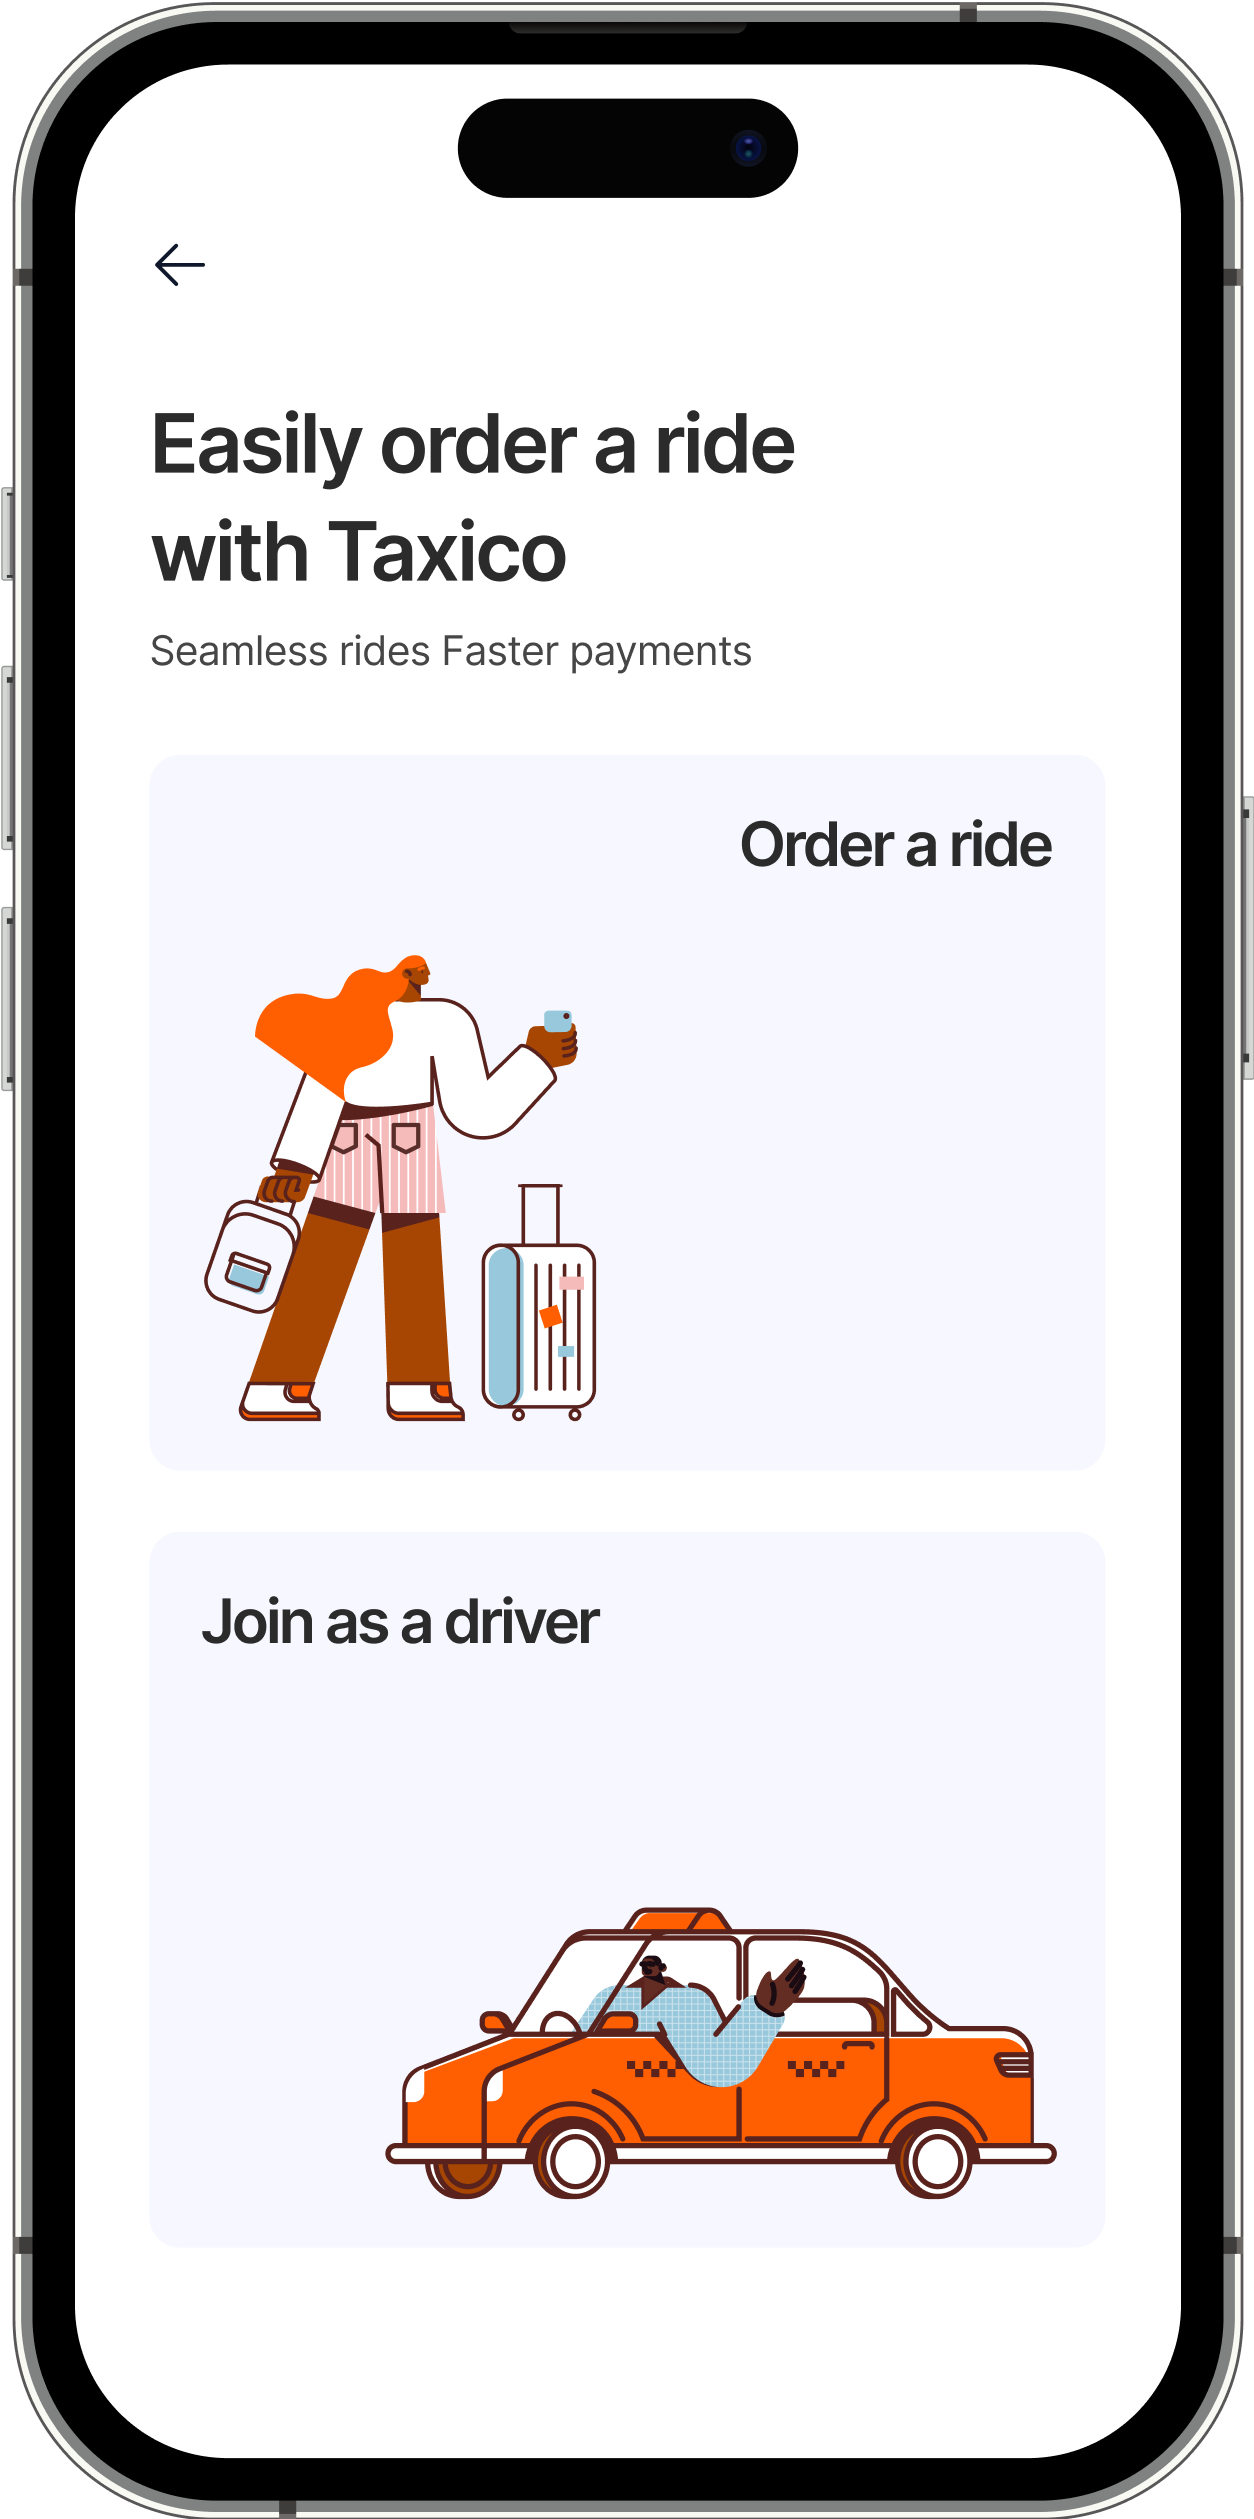 Easily order a ride
with Taxico
Seamless rides Faster payments
Order a ride
Join as a driver